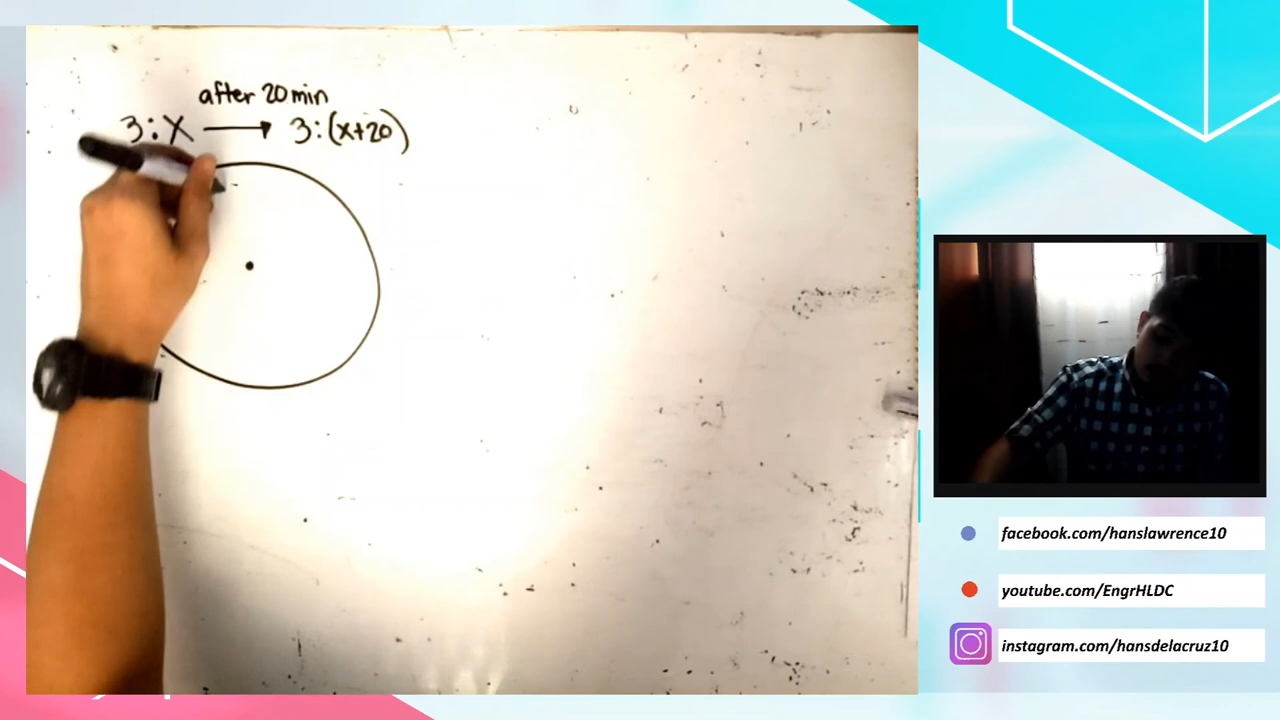 after 20 min
3:X → 3:(x+20)
facebook.com/hanslawrence10
youtube.com/EngrHLDC
instagram.com/hansdelacruz10